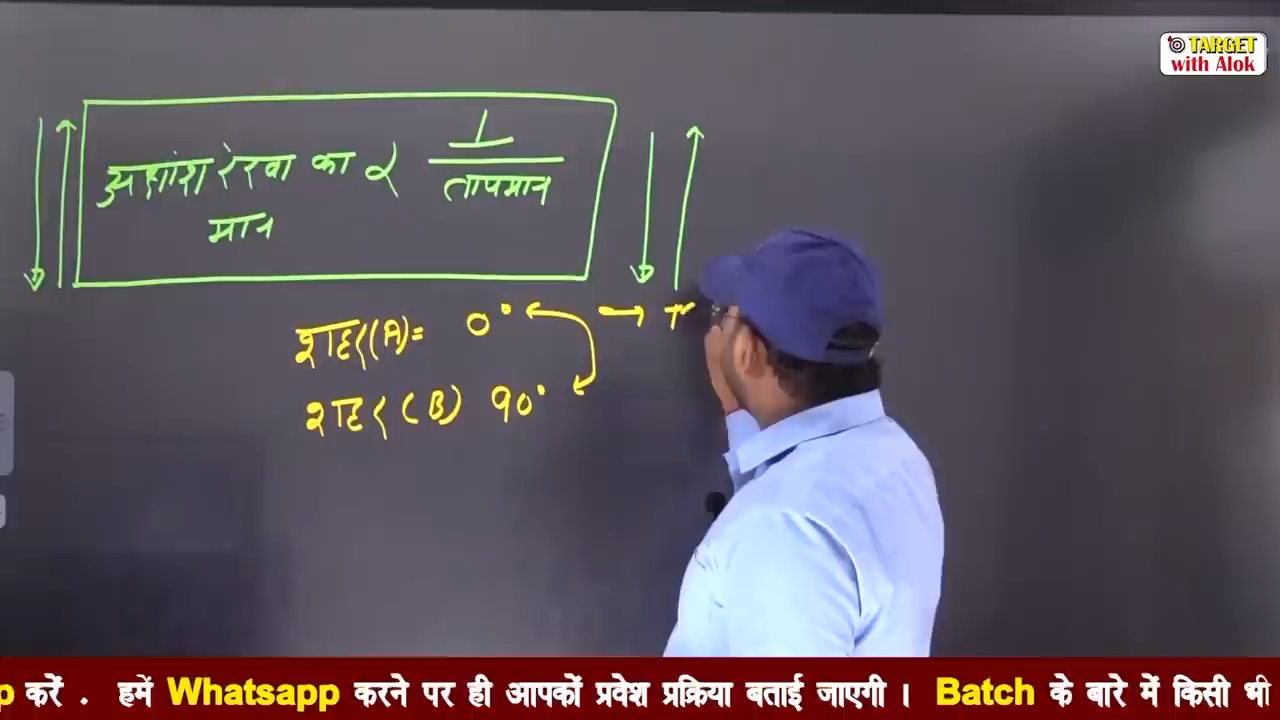 TARGET
with Alok
अक्षांश रेखा का ∝ 1
तापमान
मान
शहर(A)= 0° → T
शहर (B) 90°
p करें . हमें Whatsapp करने पर ही आपकों प्रवेश प्रक्रिया बताई जाएगी । Batch के बारे में किसी भी